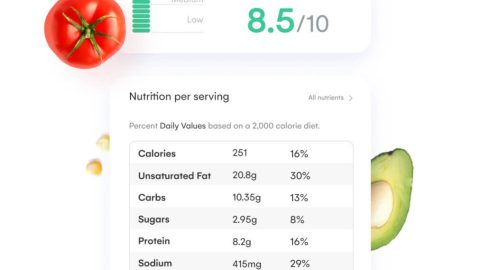 Medium
8.5/10
Low
Nutrition per serving
All nutrients >
Percent Daily Values based on a 2,000 calorie diet.
Calories 251 16%
Unsaturated Fat 20.8g 30%
Carbs 10.35g 13%
Sugars 2.95g 8%
Protein 8.2g 16%
Sodium 415mg 29%